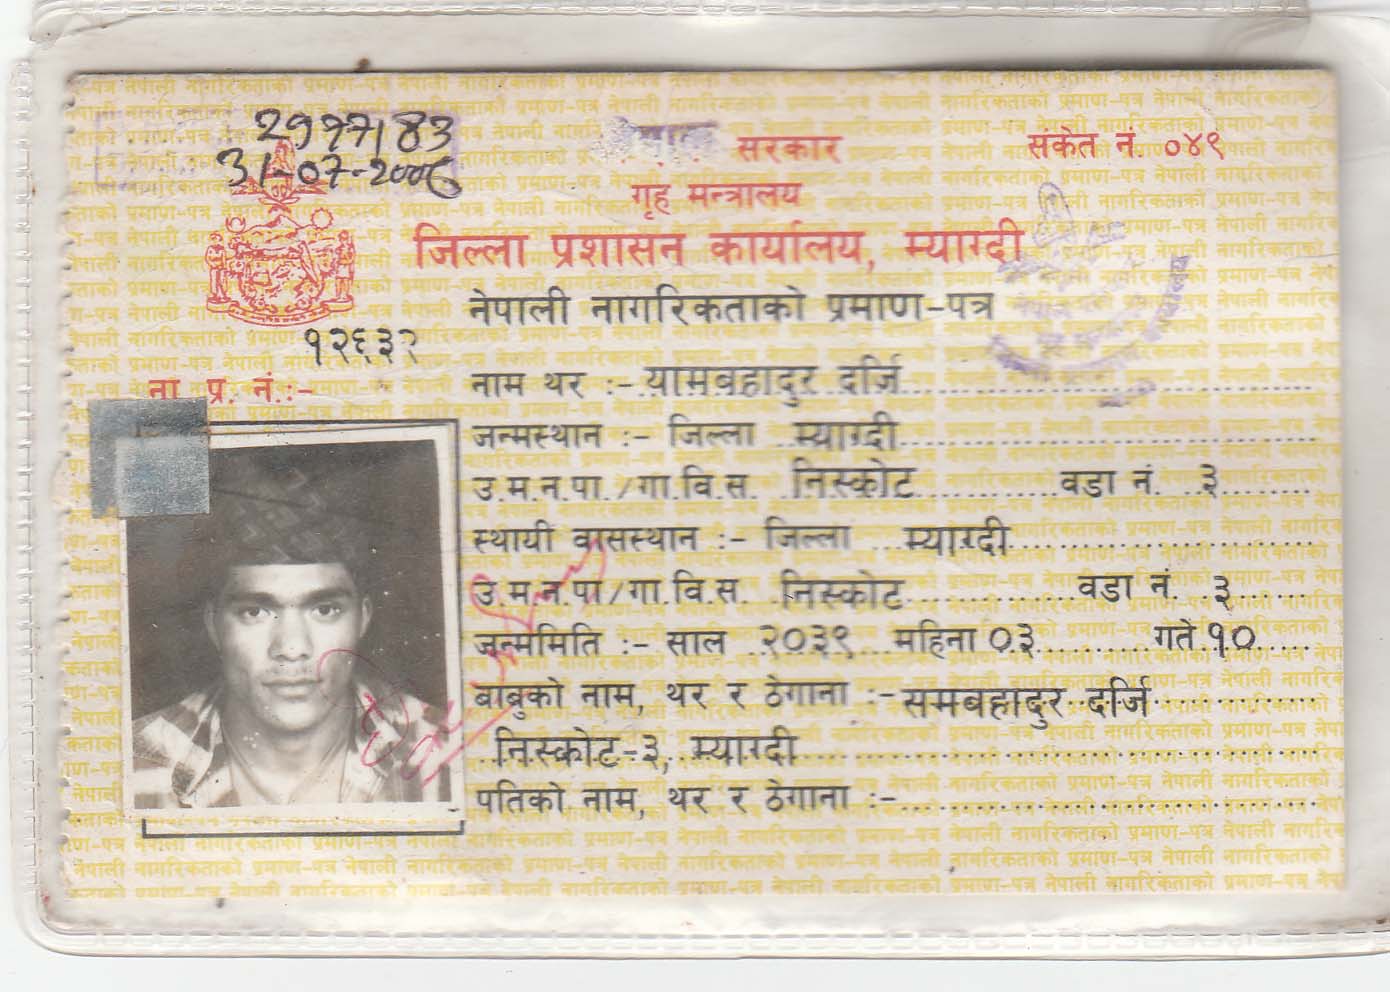 2977/83
31-07-2006
सरकार
संकेत नं. ०४९
गृह मन्त्रालय
जिल्ला प्रशासन कार्यालय, म्याग्दी
नेपाली नागरिकताको प्रमाण-पत्र
१२६३२
ना. प्र. नं.:-
नाम थर :- यामबहादुर दर्जि
जन्मस्थान :- जिल्ला म्याग्दी
उ.म.न.पा./गा.वि.स. निस्कोट वडा नं. ३
स्थायी वासस्थान :- जिल्ला म्याग्दी
उ.म.न.पा/गा.वि.स. निस्कोट वडा नं. ३
जन्ममिति :- साल २०३९ महिना 0३ गते १०
बाबुको नाम, थर र ठेगाना :- समबहादुर दर्जि
निस्कोट-३, म्याग्दी
पतिको नाम, थर र ठेगाना :-